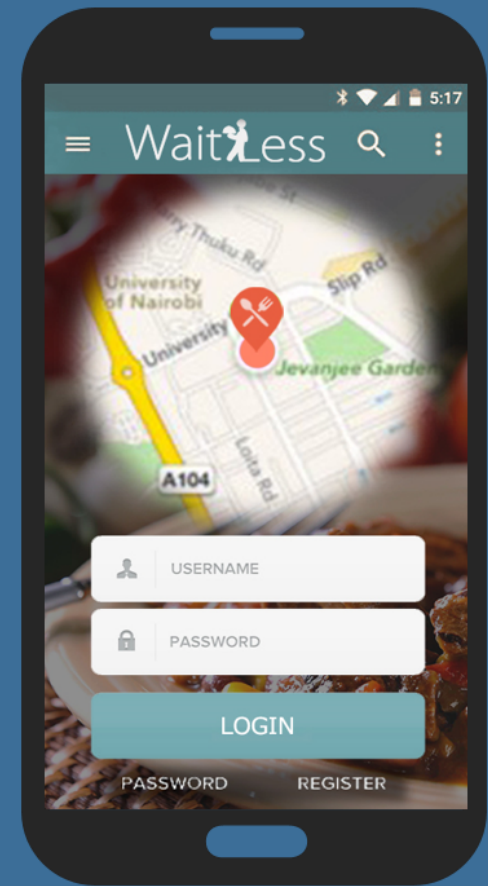 5:17
WaitLess
Harry Thuku Rd
University
of Nairobi
Slip Rd
University
Jevanjee Garden
Loita Rd
A104
USERNAME
PASSWORD
LOGIN
PASSWORD REGISTER